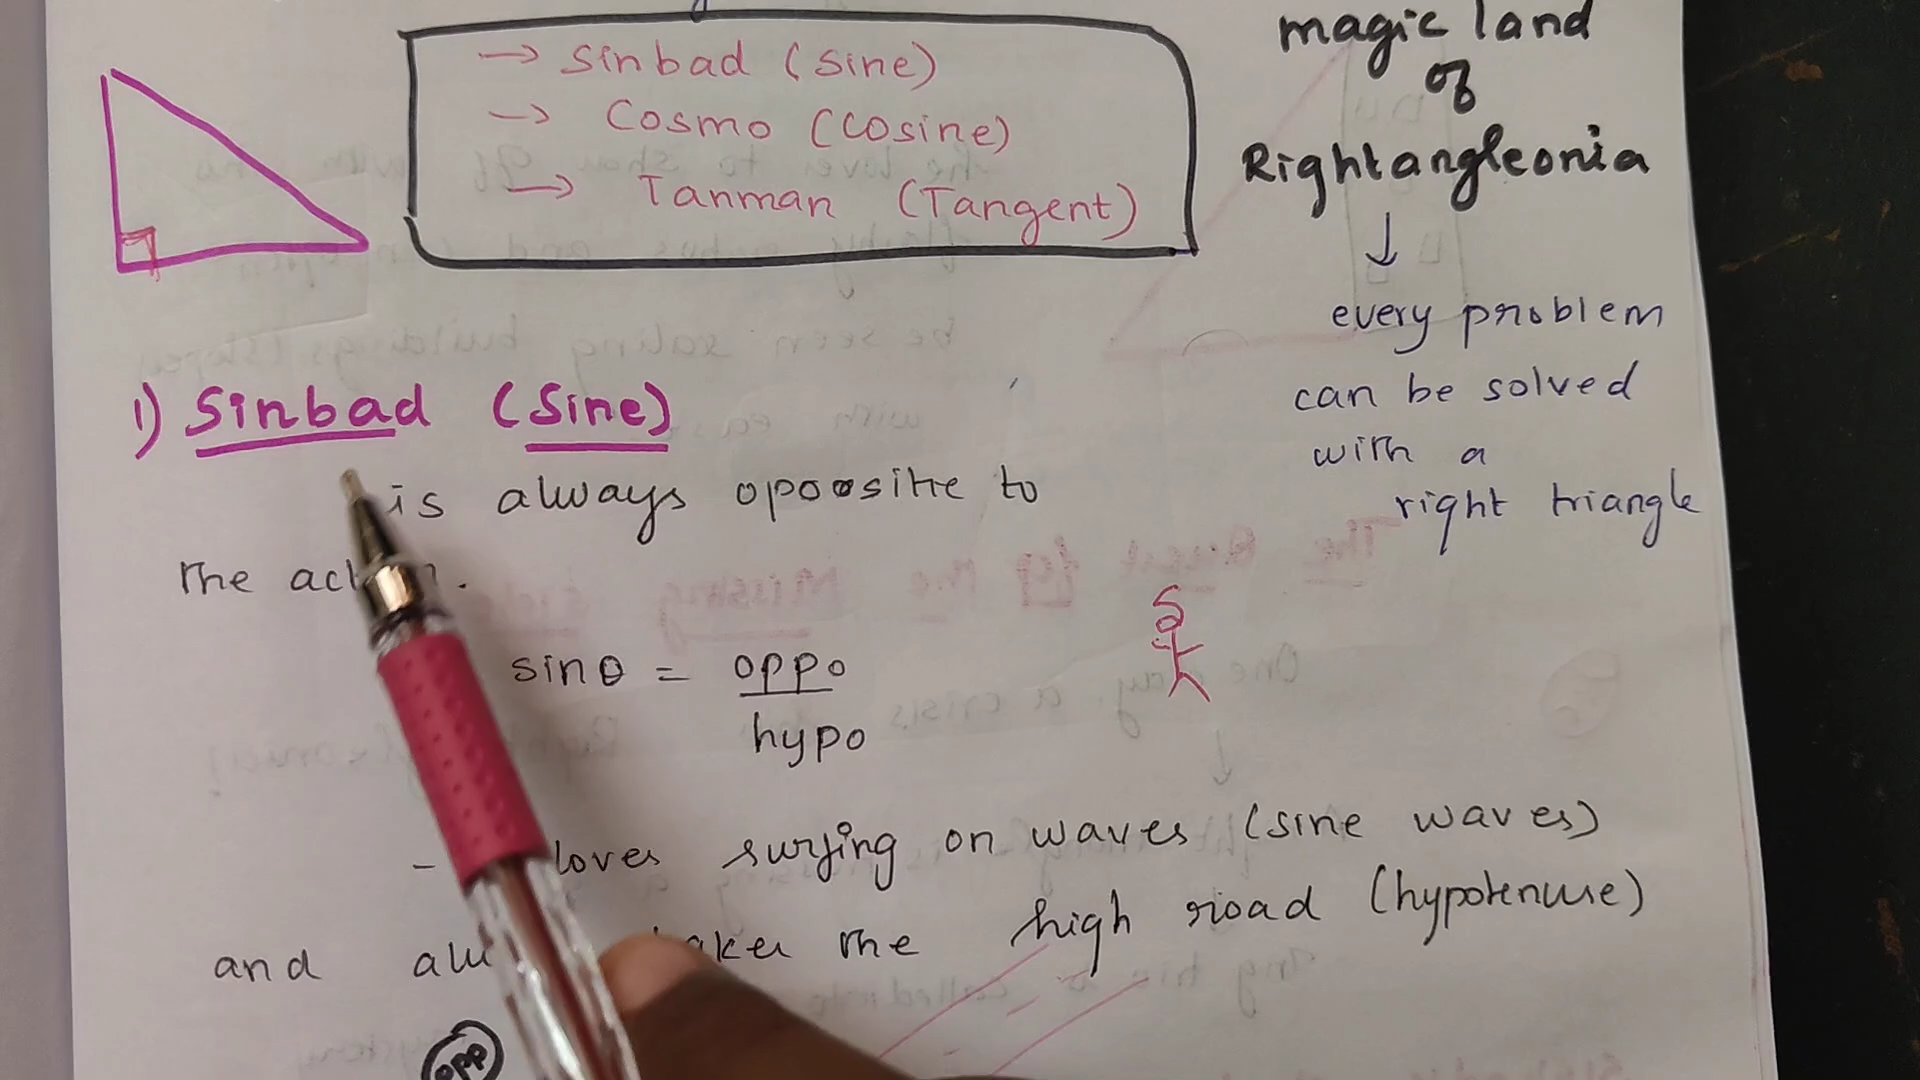 → Sinbad (Sine)
→ Cosmo (Cosine)
→ Tanman (Tangent)
magic land
of
Rightangleonia
↓
every problem
can be solved
with a
right triangle
1) Sinbad (Sine)
is always opoosite to
the
sinθ = oppo
hypo
- loves surfing on waves (sine waves)
and the high road (hypotenuse)
opp